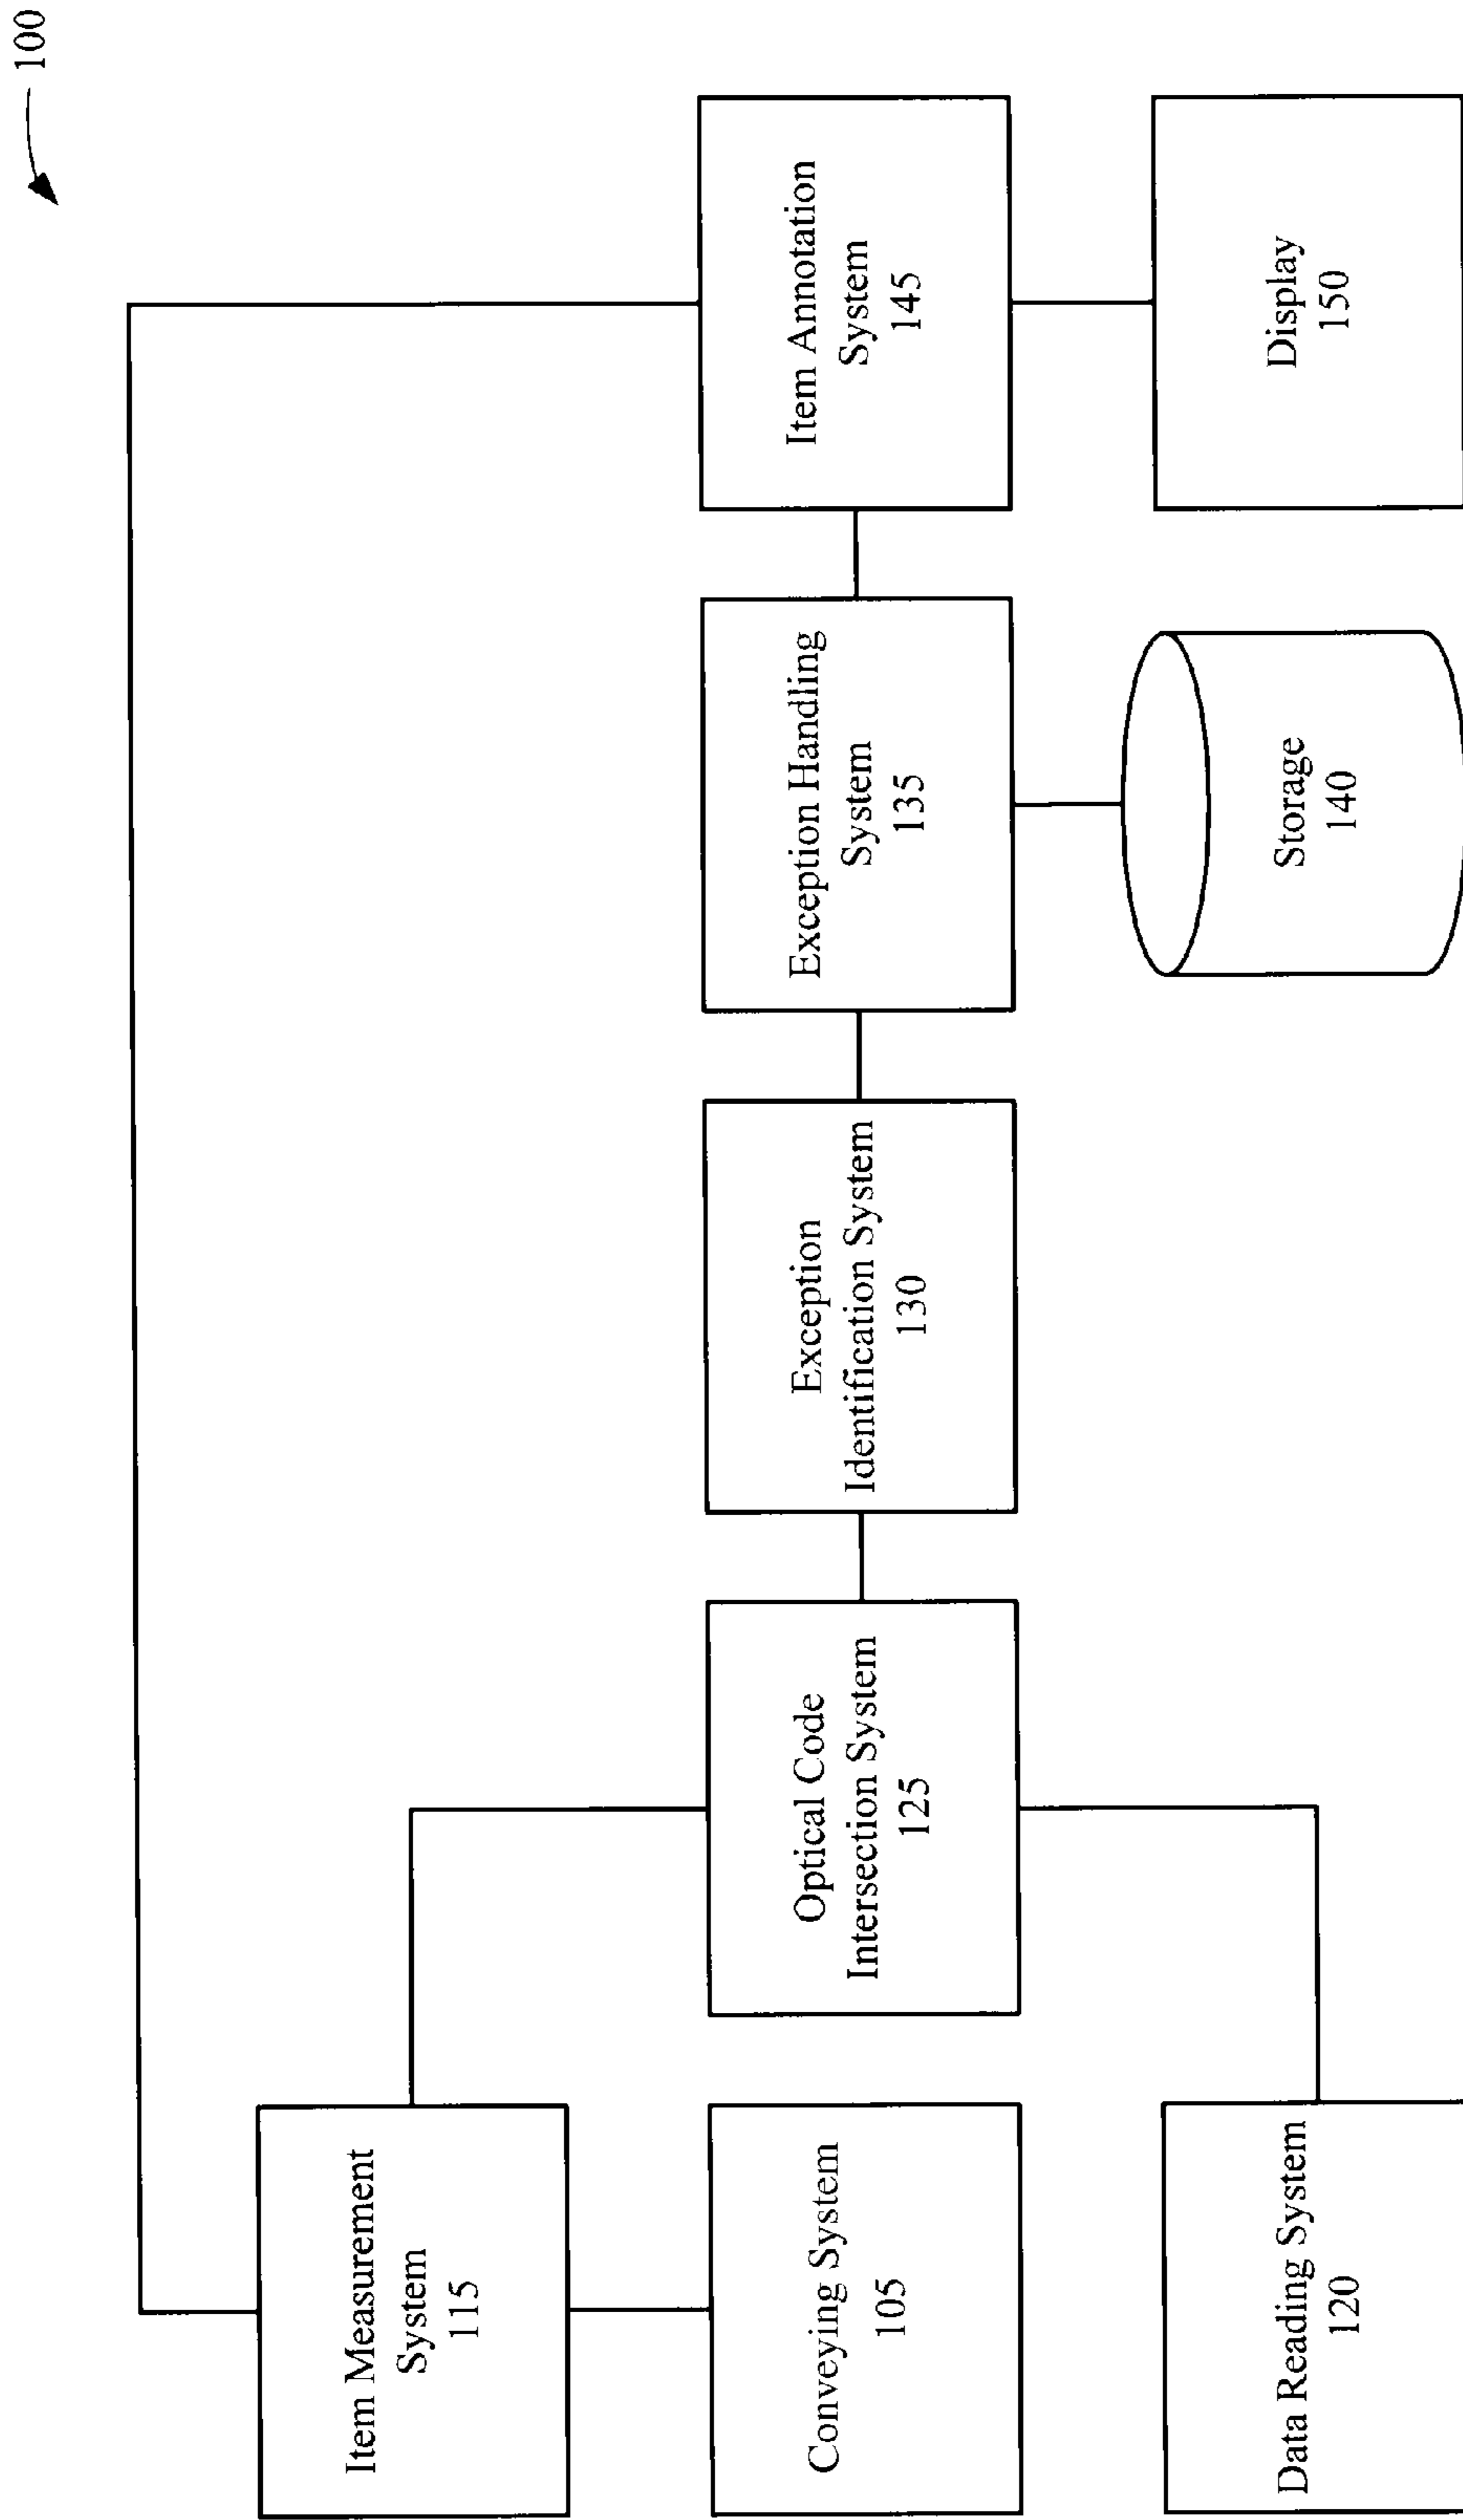 100
Item Measurement
System
115
Conveying System
105
Data Reading System
120
Optical Code
Intersection System
125
Exception
Identification System
130
Exception Handling
System
135
Storage
140
Item Annotation
System
145
Display
150